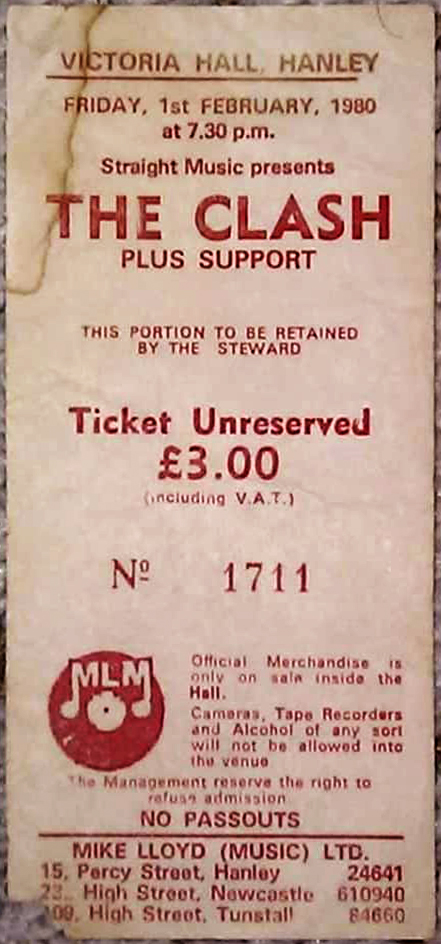 VICTORIA HALL, HANLEY
FRIDAY, 1st FEBRUARY, 1980
at 7.30 p.m.
Straight Music presents
THE CLASH
PLUS SUPPORT
THIS PORTION TO BE RETAINED
BY THE STEWARD
Ticket Unreserved
£3.00
(including V.A.T.)
Nº 1711
MLM
Official Merchandise is
only on sale inside the
Hall.
Cameras, Tape Recorders
and Alcohol of any sort
will not be allowed into
the venue
The Management reserve the right to
refuse admission
NO PASSOUTS
MIKE LLOYD (MUSIC) LTD.
15, Percy Street, Hanley 24641
High Street, Newcastle 610940
109, High Street, Tunstall 84660